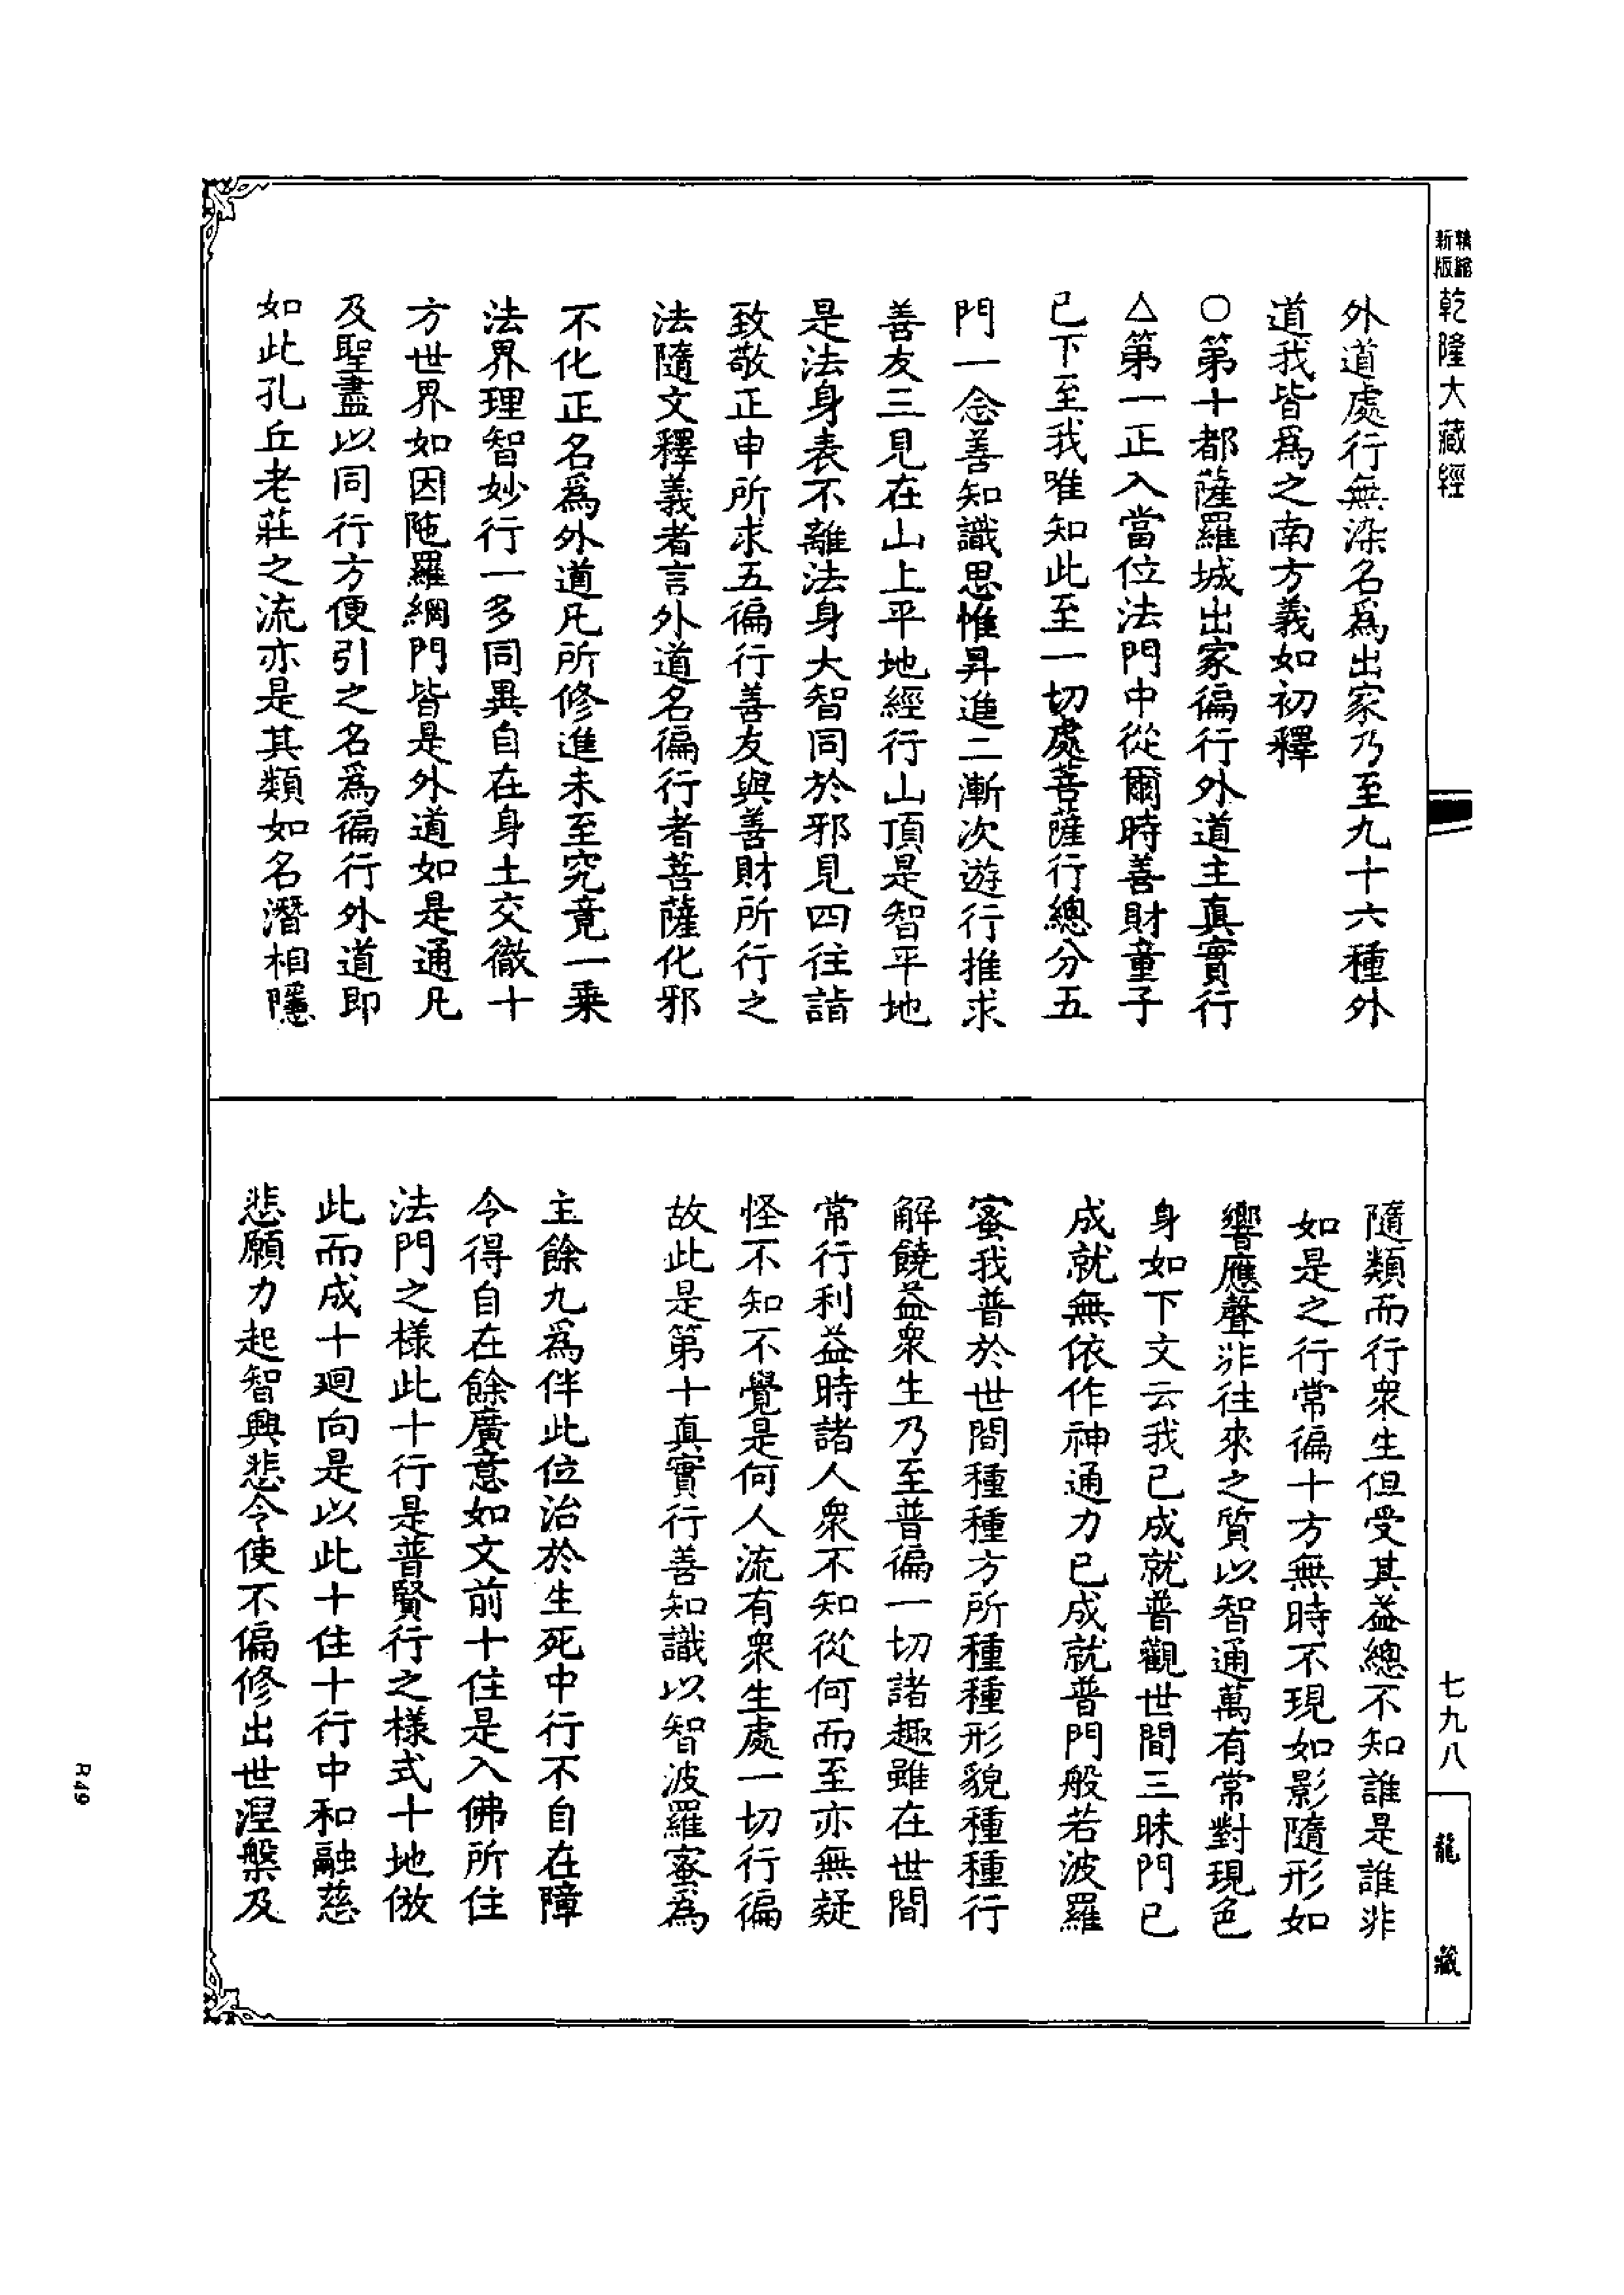 新版精縮
乾隆大藏經
外道處行無染名爲出家乃至九十六種外
道我皆爲之南方義如初釋
○第十都薩羅城出家徧行外道主真實行
△第一正入當位法門中從爾時善財童子
已下至我唯知此至一切處菩薩行總分五
門一念善知識思惟昇進二漸次遊行推求
善友三見在山上平地經行山頂是智平地
是法身表不離法身大智同於邪見四往詣
致敬正申所求五徧行善友與善財所行之
法隨文釋義者言外道名徧行者菩薩化邪
不化正名爲外道凡所修進未至究竟一乗
法界理智妙行一多同異自在身土交徹十
方世界如因陁羅網門皆是外道如是通凡
及聖盡以同行方便引之名爲徧行外道即
如此孔丘老莊之流亦是其類如名潛相隱
隨類而行衆生但受其益總不知誰是誰非
如是之行常徧十方無時不現如影隨形如
響應聲非往來之質以智通萬有常對現色
身如下文云我已成就普觀世間三昧門已
成就無依作神通力已成就普門般若波羅
蜜我普於世間種種方所種種形貌種種行
解饒益衆生乃至普徧一切諸趣雖在世間
常行利益時諸人衆不知從何而至亦無疑
怪不知不覺是何人流有衆生處一切行徧
故此是第十真實行善知識以智波羅蜜爲
主餘九爲伴此位治於生死中行不自在障
令得自在餘廣意如文前十住是入佛所住
法門之樣此十行是普賢行之樣式十地倣
此而成十迴向是以此十住十行中和融慈
悲願力起智興悲令使不偏修出世涅槃及
七九八
龍藏
R49